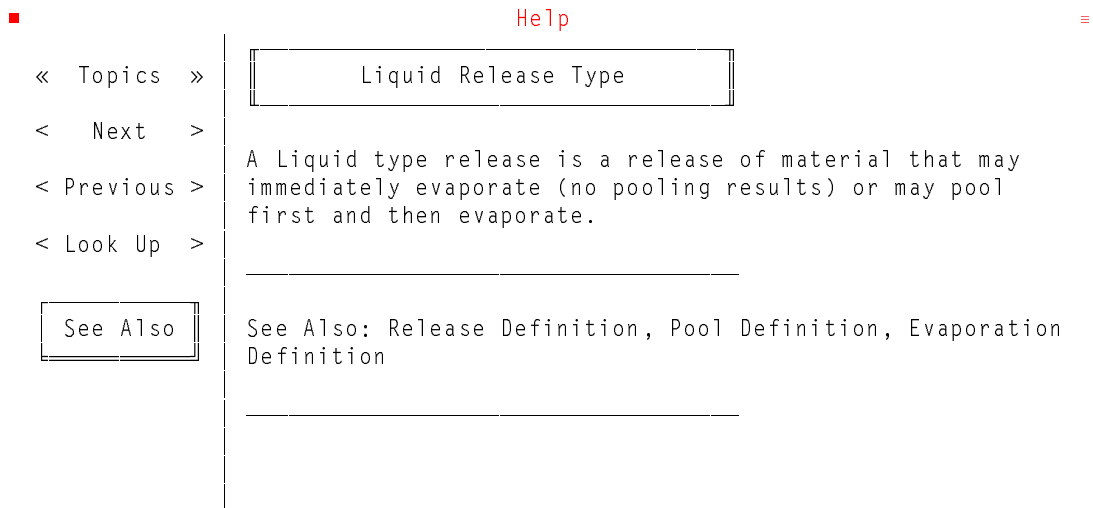 Help
« Topics »
Liquid Release Type
< Next >
A Liquid type release is a release of material that may
immediately evaporate (no pooling results) or may pool
first and then evaporate.
< Previous >
< Look Up >
See Also
See Also: Release Definition, Pool Definition, Evaporation
Definition